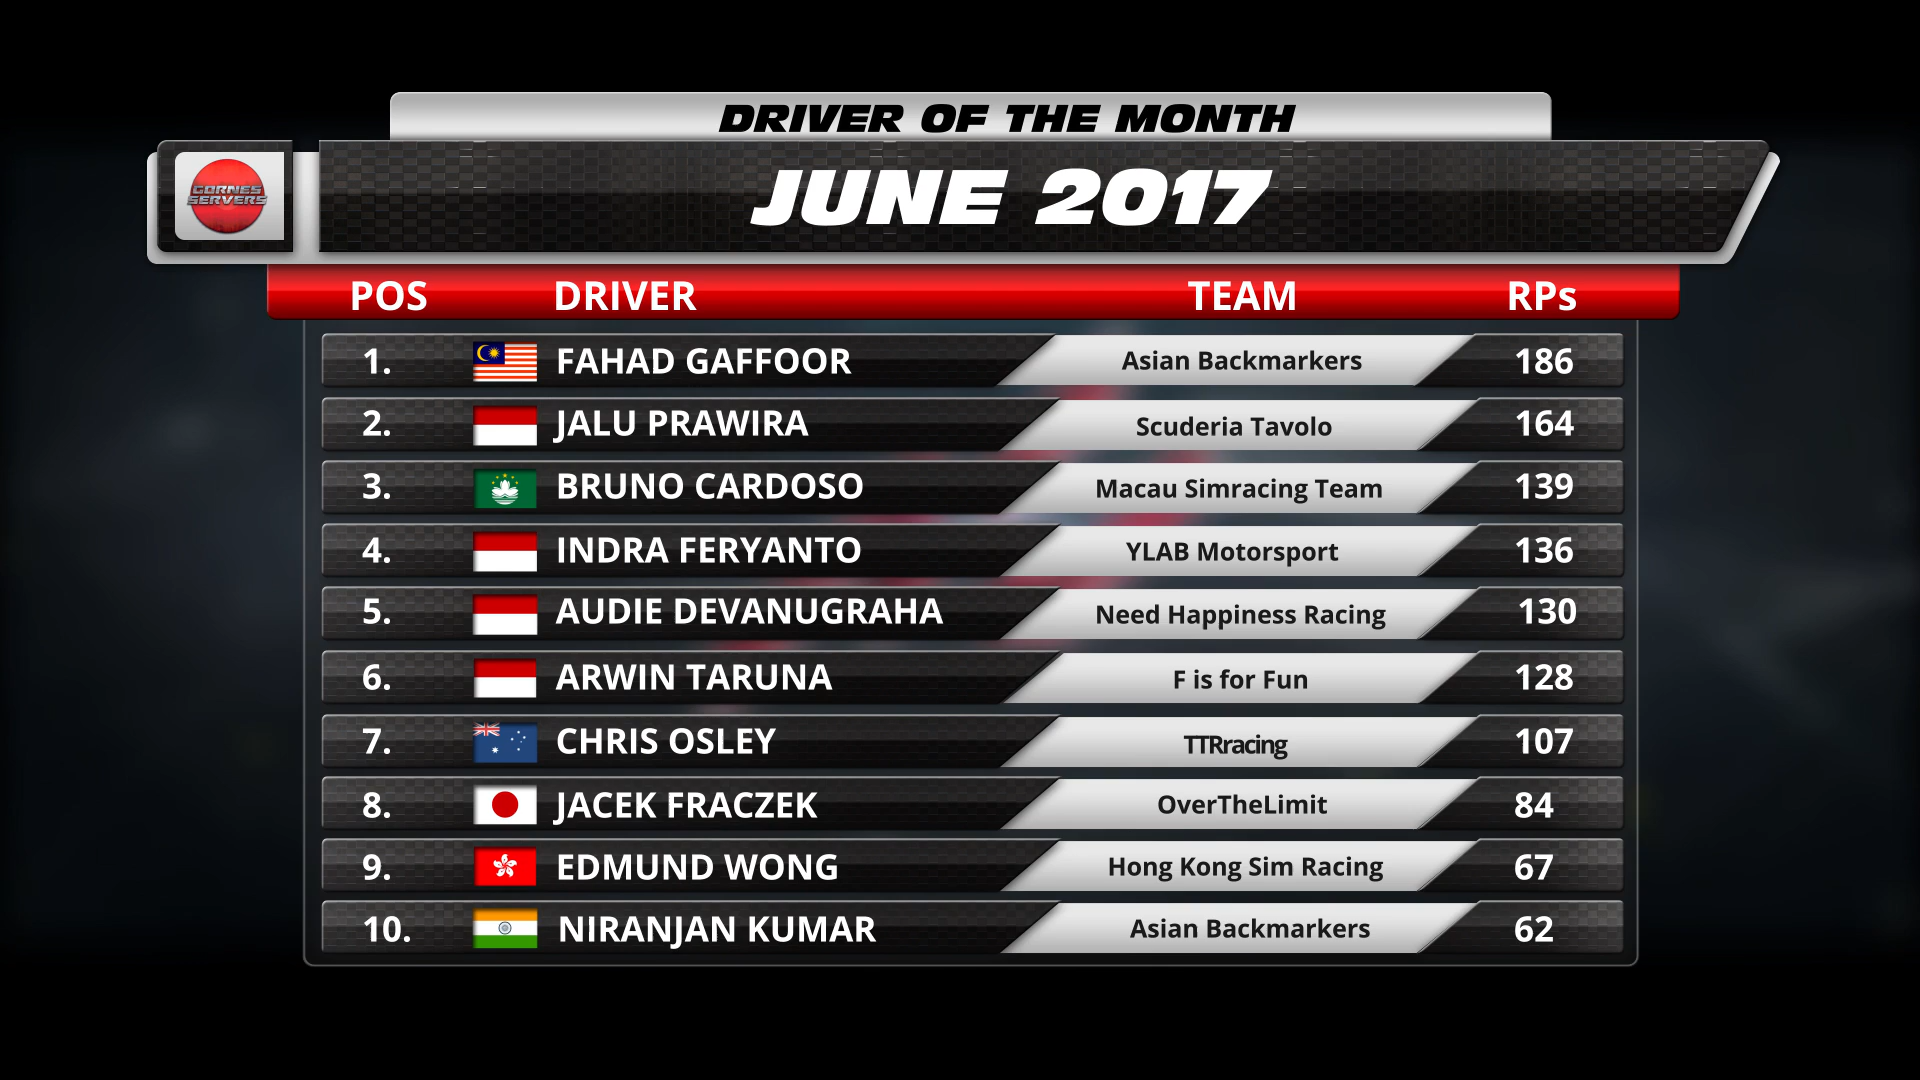 DRIVER OF THE MONTH
GORNES
SERVERS
JUNE 2017
POS DRIVER TEAM RPs
1. FAHAD GAFFOOR Asian Backmarkers 186
2. JALU PRAWIRA Scuderia Tavolo 164
3. BRUNO CARDOSO Macau Simracing Team 139
4. INDRA FERYANTO YLAB Motorsport 136
5. AUDIE DEVANUGRAHA Need Happiness Racing 130
6. ARWIN TARUNA F is for Fun 128
7. CHRIS OSLEY TTRracing 107
8. JACEK FRACZEK OverTheLimit 84
9. EDMUND WONG Hong Kong Sim Racing 67
10. NIRANJAN KUMAR Asian Backmarkers 62